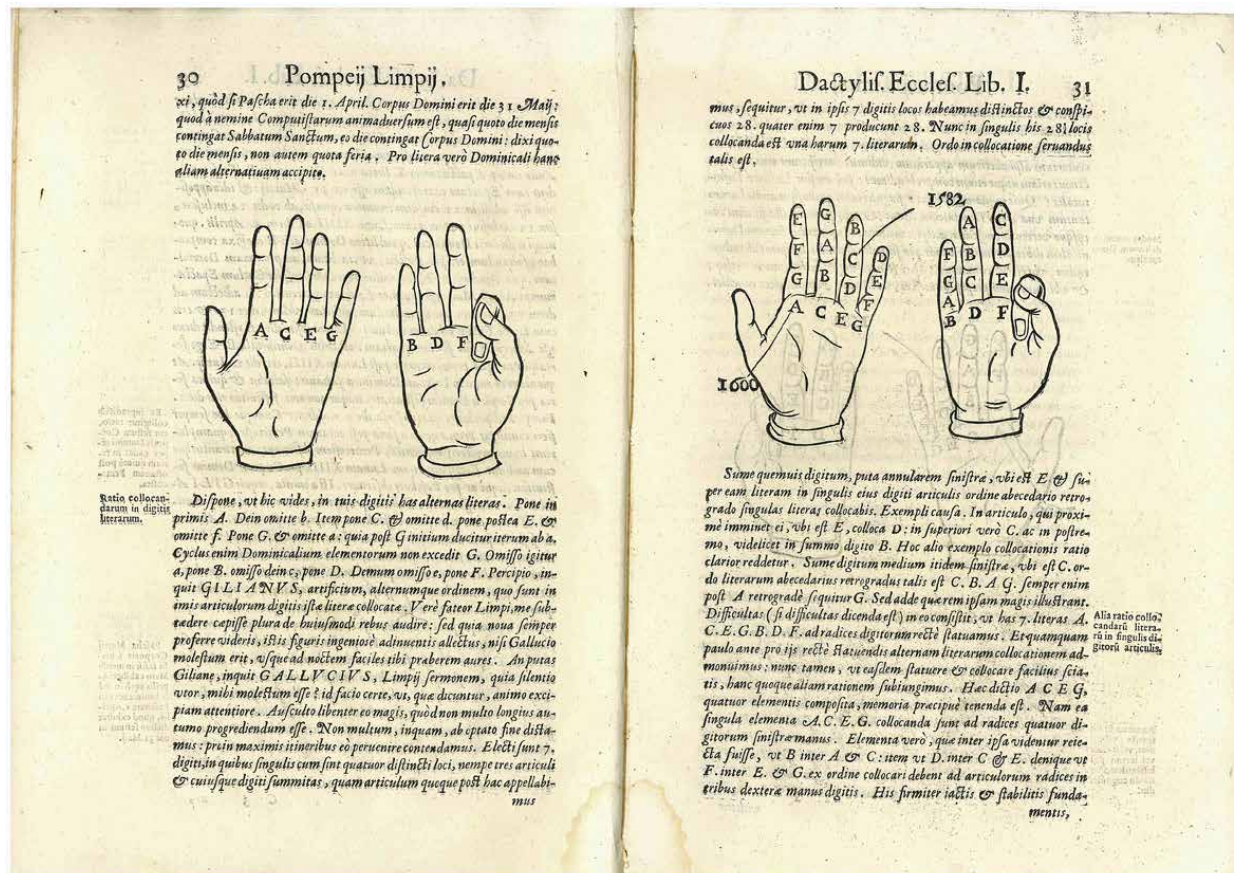 30 Pompeij Limpij.
xi, quòd si Pascha erit die 1. April. Corpus Domini erit die 31 Maij:
quod à nemine Computistarum animaduersum est, quasi quoto die mensis
contingat Sabbatum Sanctum, eo die contingat Corpus Domini: dixi quo-
to die mensis, non autem quota feria. Pro litera verò Dominicali hanc
aliam alternatiuam accipite.
A C E G
B D F
Ratio collocan-
darum in digitis
literarum.
Dispone, vt hic vides, in tuis digitis has alternas literas. Pone in
primis A. Dein omitte b. Item pone C. & omitte d. pone postea E. &
omitte f. Pone G. & omitte a: quia post G initium ducitur iterum ab a.
Cyclus enim Dominicalium elementorum non excedit G. Omisso igitur
a, pone B. omisso dein c, pone D. Demum omisso e, pone F. Percipio, in-
quit GILIANVS, artificium, alternumque ordinem, quo sunt in
imis articulorum digitis istæ literæ collocatæ. Verè fateor Limpi, me sub-
tædere cæpisse plura de huiusmodi rebus audire: sed quia noua semper
proferre videris, istis figuris ingeniosè adinuentis allectus, nisi Gallucio
molestum erit, vsque ad noctem faciles tibi præberem aures. An putas
Giliane, inquit GALLVCIVS, Limpij sermonem, quia silentio
vtor, mihi molestum esse? id facio certe, vt, quæ dicuntur, animo exci-
piam attentiore. Ausculto libenter eo magis, quòd non multo longius au-
tumo progrediendum esse. Non multum, inquam, ab optato fine dista-
mus: proin maximis itineribus eò peruenire contendamus. Electi sunt 7.
digiti, in quibus singulis cum sint quatuor distincti loci, nempe tres articuli
& cuiusque digiti summitas, quam articulum quoque post hac appellabi-
mus
Dactylis. Eccles. Lib. I. 31
mus, sequitur, vt in ipsis 7 digitis locos habeamus distinctos & conspi-
cuos 28. quater enim 7 producunt 28. Nunc in singulis his 28 locis
collocanda est vna harum 7. literarum. Ordo in collocatione seruandus
talis est.
1582
E G B D
F A C E
G B D F
A C E G
F A C
G B D
A C E
B D F
1600
Sume quemuis digitum, puta annularem sinistræ, vbi est E & su-
per eam literam in singulis eius digiti articulis ordine abecedario retro-
grado singulas literas collocabis. Exempli causa. In articulo, qui proxi-
mè imminet ei, vbi est E, colloca D: in superiori verò C. ac in postre-
mo, videlicet in summo digito B. Hoc alio exemplo collocationis ratio
clarior reddetur. Sume digitum medium itidem sinistræ, vbi est C. or-
do literarum abecedarius retrogradus talis est C. B. A G. semper enim
post A retrogradè sequitur G. Sed adde quæ rem ipsam magis illustrant.
Difficultas (si difficultas dicenda est) in eo consistit, vt has 7. literas A.
C. E. G. B. D. F. ad radices digitorum rectè statuamus. Et quamquam
paulo ante pro ijs rectè statuendis alternam literarum collocationem ad-
monuimus: nunc tamen, vt easdem statuere & collocare facilius scia-
tis, hanc quoque aliam rationem subiungimus. Hæc dictio A C E G,
quatuor elementis composita, memoria præcipuè tenenda est. Nam ea
singula elementa A. C. E. G. collocanda sunt ad radices quatuor di-
gitorum sinistræ manus. Elementa verò, quæ inter ipsa videntur reie-
cta fuisse, vt B inter A & C: item vt D. inter C & E. denique vt
F. inter E. & G. ex ordine collocari debent ad articulorum radices in
tribus dexteræ manus digitis. His firmiter iactis & stabilitis funda-
mentis,
Alia ratio collo-
candarũ litera-
rũ in singulis di-
gitorũ articulis,